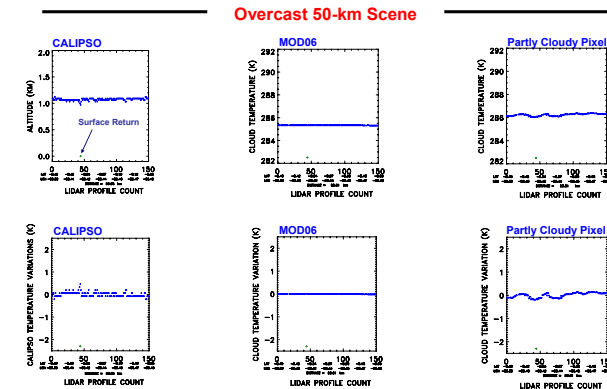 Overcast 50-km Scene
CALIPSO
2.0
1.5
1.0
0.5
0.0
ALTITUDE (KM)
Surface Return
0 50 100 150
LIDAR PROFILE COUNT
MOD06
292
290
288
286
284
282
CLOUD TEMPERATURE (K)
0 50 100 150
LIDAR PROFILE COUNT
Partly Cloudy Pixel
292
290
288
286
284
282
CLOUD TEMPERATURE (K)
0 50 100
LIDAR PROFILE COUNT
CALIPSO
2
1
0
−1
−2
CALIPSO TEMPERATURE VARIATIONS (K)
0 50 100 150
LIDAR PROFILE COUNT
MOD06
2
1
0
−1
−2
CLOUD TEMPERATURE VARIATION (K)
0 50 100 150
LIDAR PROFILE COUNT
Partly Cloudy Pixel
2
1
0
−1
−2
CLOUD TEMPERATURE VARIATION (K)
0 50 100
LIDAR PROFILE COUNT